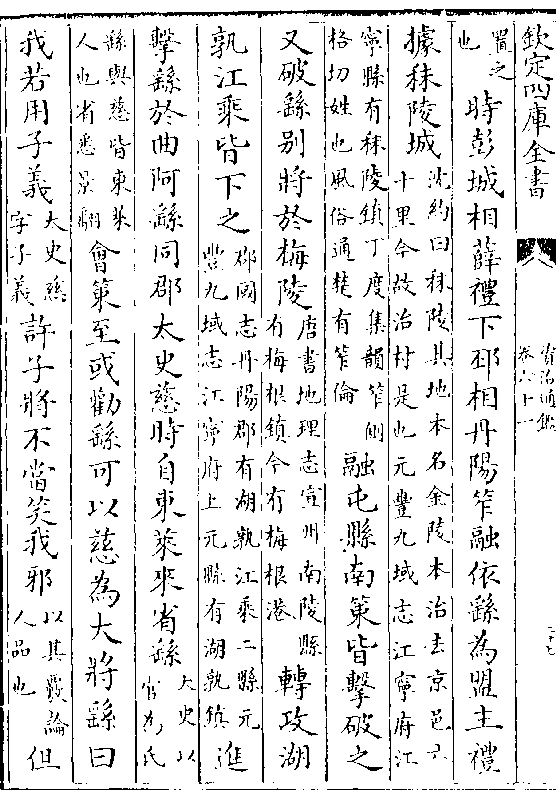 欽定四庫全書
資治通鑑
卷六十一
置之
也
時彭城相薛禮下邳相丹陽笮融依繇為盟主禮
據秣陵城
沈約曰秣陵其地本名金陵本治去京邑六
十里今故治村是也元豐九域志江寧府江
寧縣有秣陵鎮丁度集韻笮側
格切姓也風俗通楚有笮倫
融屯縣南策皆擊破之
又破繇别將於梅陵
唐書地理志宣州南陵縣
有梅根鎮今有梅根港
轉攻湖
孰江乘皆下之
郡國志丹陽郡有湖孰江乘二縣元
豐九域志江寧府上元縣有湖孰鎮
進
擊繇於曲阿繇同郡太史慈時自東萊來省繇
大史以
官為氏
繇與慈皆東萊
人也省悉景翻
會策至或勸繇可以慈為大將繇曰
我若用子義
大史慈
字子義
許子將不當笑我邪
以其覈論
人品也
但